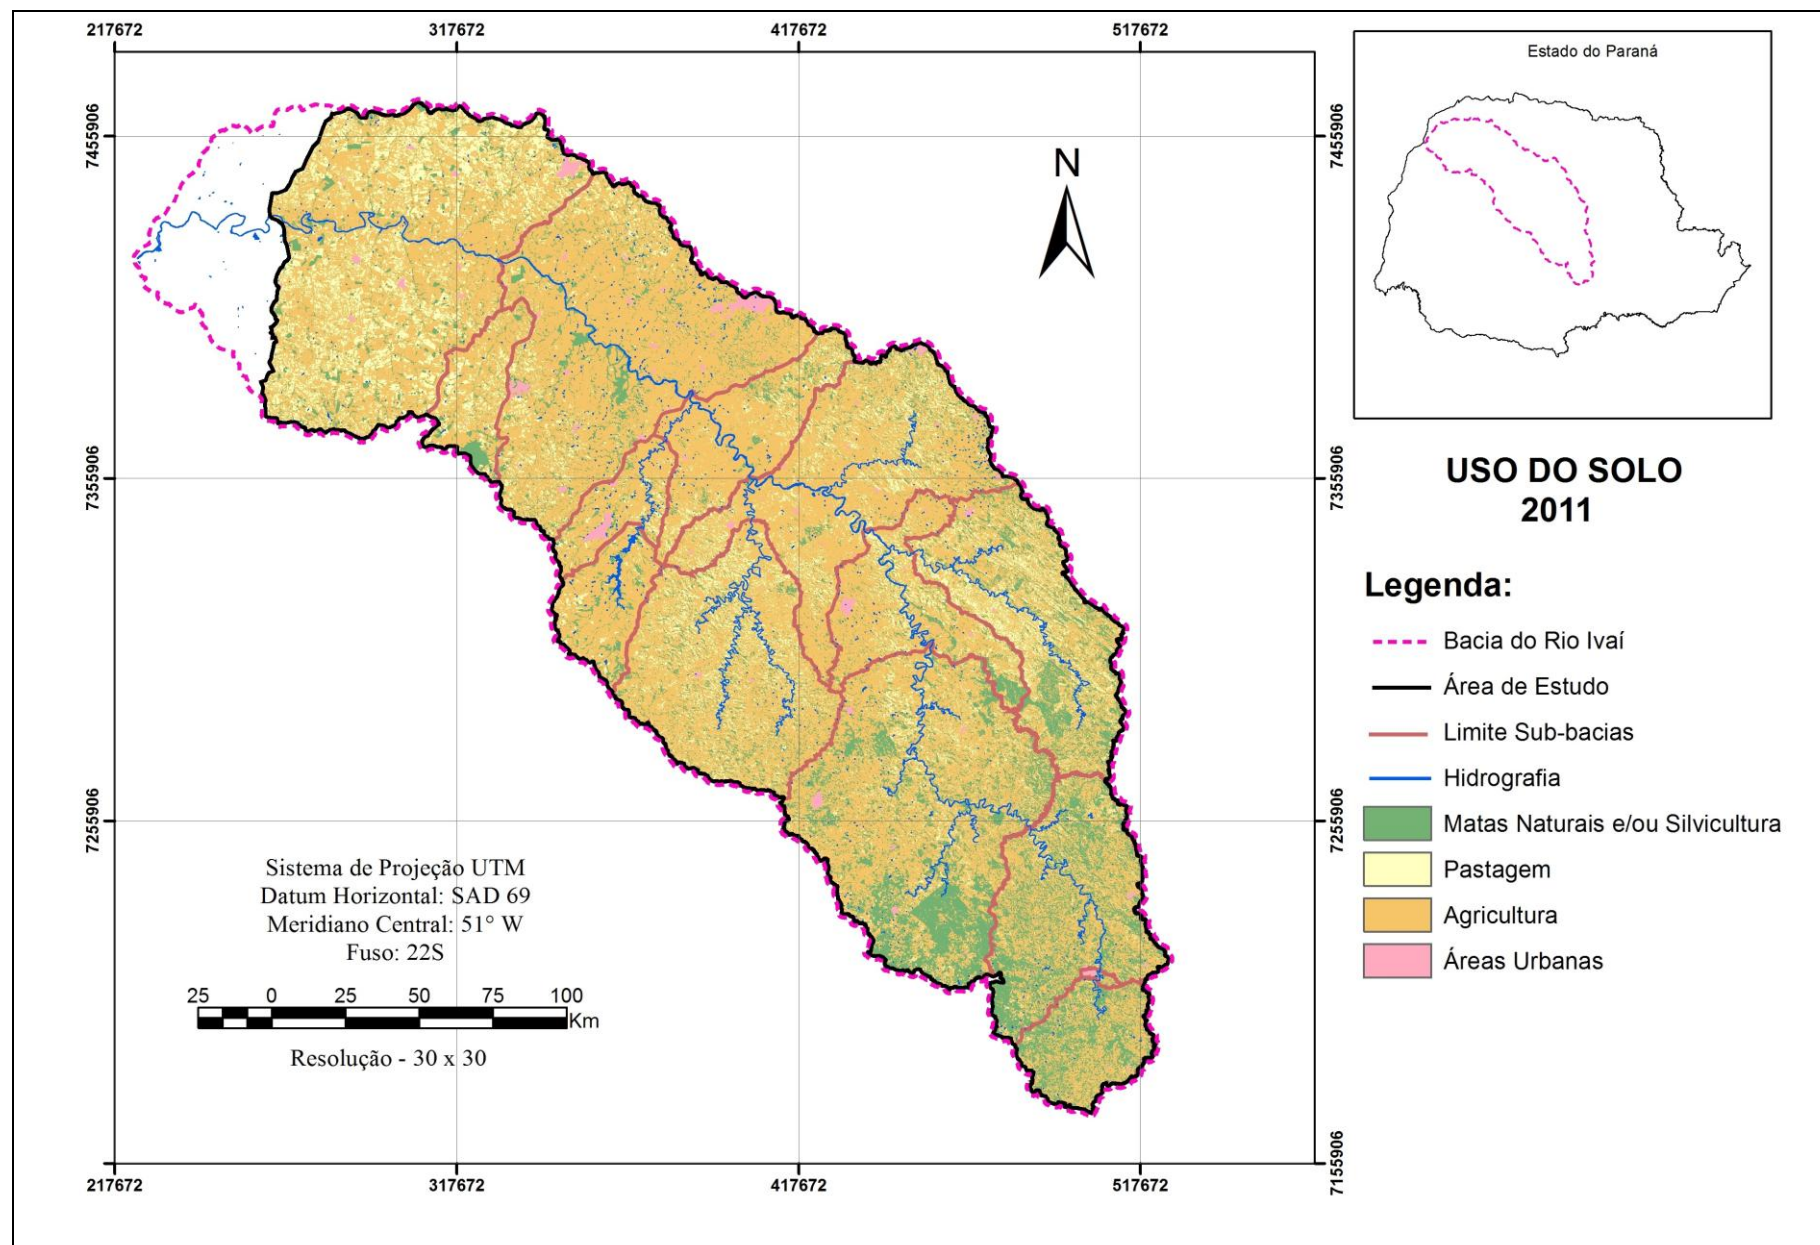 217672
317672
417672
517672
7455906
7355906
7255906
7455906
7355906
7255906
7155906
217672
317672
417672
517672
N
Sistema de Projeção UTM
Datum Horizontal: SAD 69
Meridiano Central: 51° W
Fuso: 22S
25 0 25 50 75 100
Km
Resolução - 30 x 30
Estado do Paraná
USO DO SOLO
2011
Legenda:
Bacia do Rio Ivaí
Área de Estudo
Limite Sub-bacias
Hidrografia
Matas Naturais e/ou Silvicultura
Pastagem
Agricultura
Áreas Urbanas